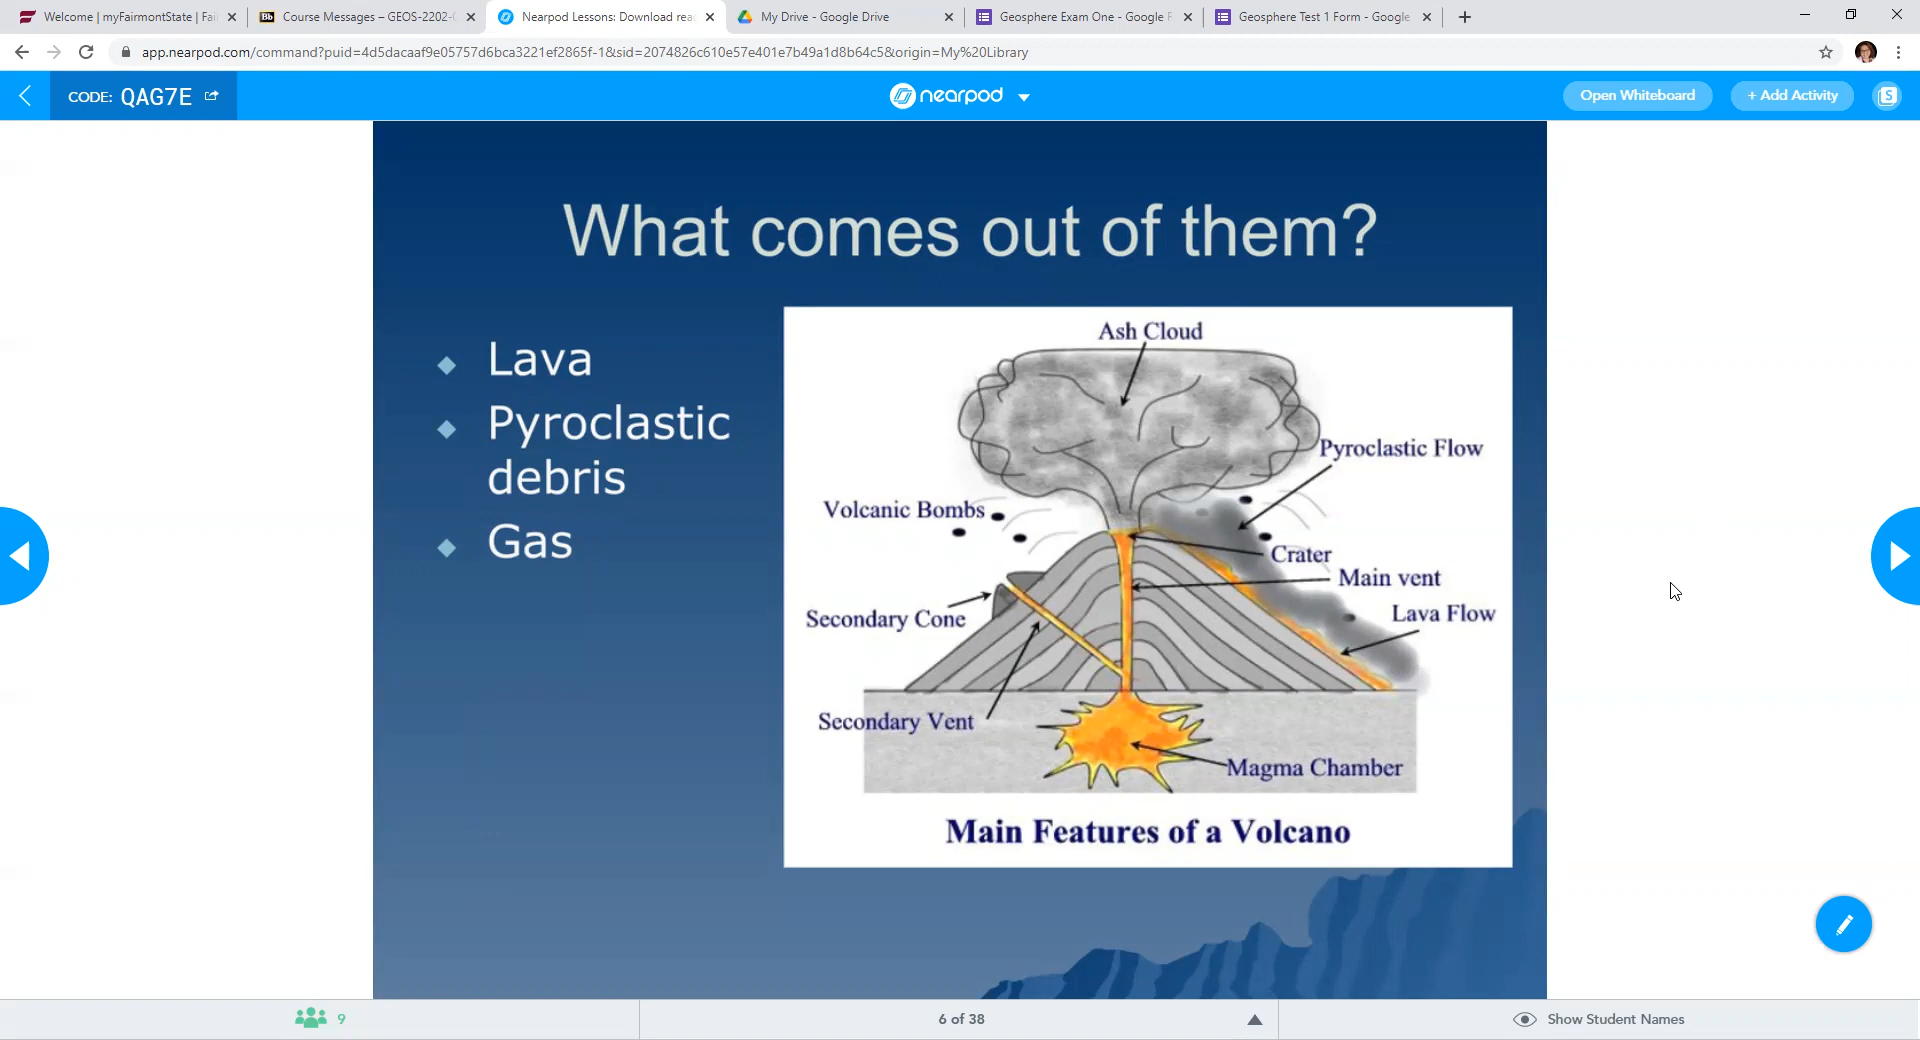 Welcome | myFairmontState | Fai
Course Messages – GEOS-2202-
Nearpod Lessons: Download rea
My Drive - Google Drive
Geosphere Exam One - Google F
Geosphere Test 1 Form - Google
app.nearpod.com/command?puid=4d5dacaaf9e05757d6bca3221ef2865f-1&sid=2074826c610e57e401e7b49a1d8b64c5&origin=My%20Library
CODE: QAG7E
nearpod
Open Whiteboard
+ Add Activity
S
What comes out of them?
Lava
Pyroclastic
debris
Gas
Ash Cloud
Pyroclastic Flow
Volcanic Bombs
Crater
Main vent
Lava Flow
Secondary Cone
Secondary Vent
Magma Chamber
Main Features of a Volcano
9
6 of 38
Show Student Names